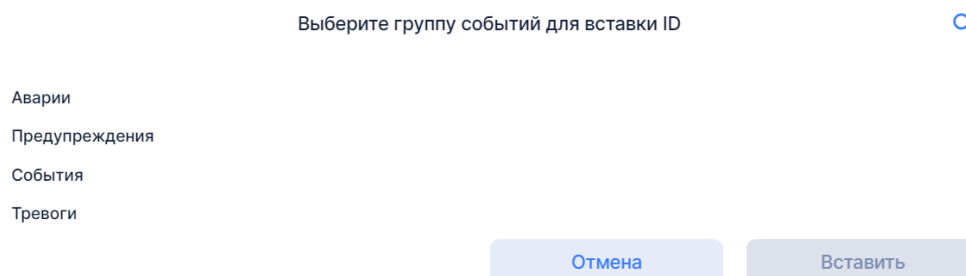 Выберите группу событий для вставки ID
Аварии
Предупреждения
События
Тревоги
Отмена
Вставить